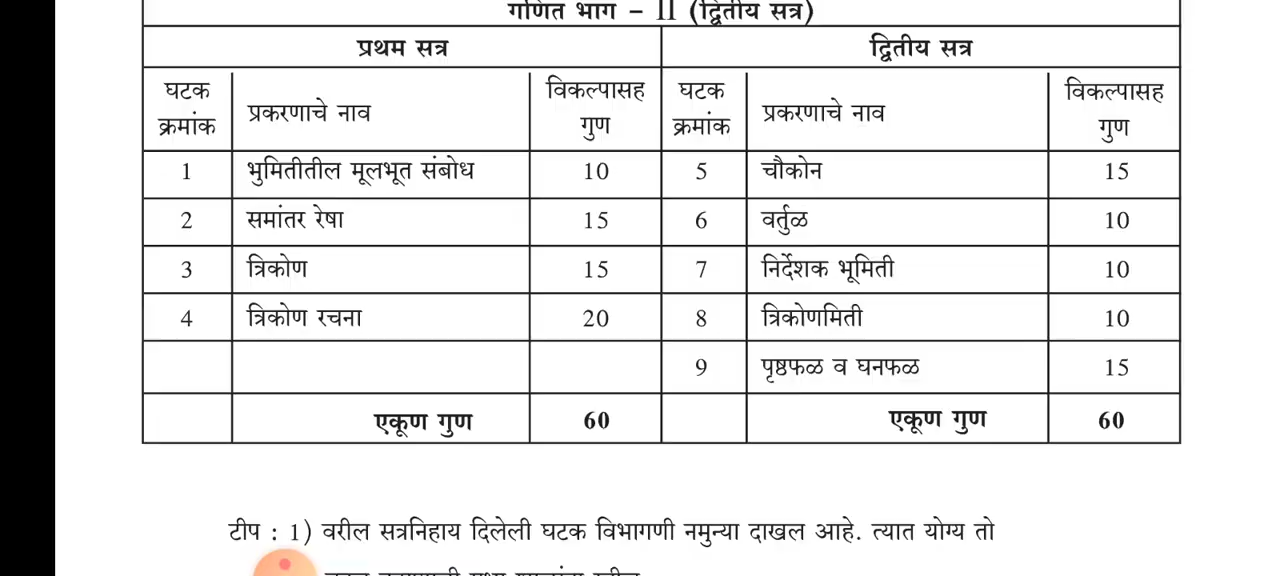 गणित भाग – II (द्वितीय सत्र)
प्रथम सत्र द्वितीय सत्र
घटक क्रमांक प्रकरणाचे नाव विकल्पासह गुण घटक क्रमांक प्रकरणाचे नाव विकल्पासह गुण
1 भुमितीतील मूलभूत संबोध 10 5 चौकोन 15
2 समांतर रेषा 15 6 वर्तुळ 10
3 त्रिकोण 15 7 निर्देशक भूमिती 10
4 त्रिकोण रचना 20 8 त्रिकोणमिती 10
9 पृष्ठफळ व घनफळ 15
एकूण गुण 60 एकूण गुण 60
टीप : 1) वरील सत्रनिहाय दिलेली घटक विभागणी नमुन्या दाखल आहे. त्यात योग्य तो